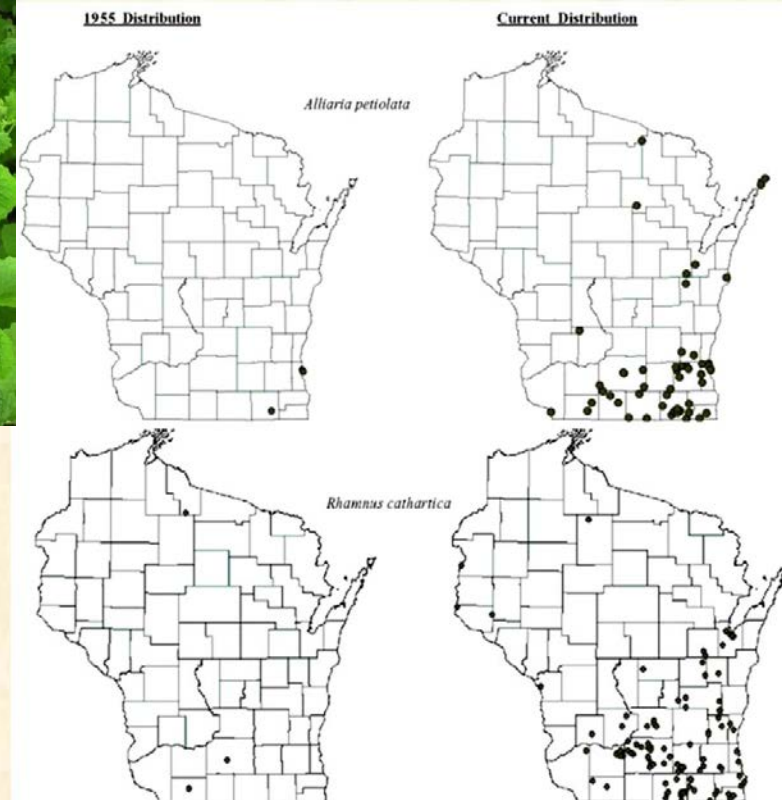 1955 Distribution
Current Distribution
Alliaria petiolata
Rhamnus cathartica